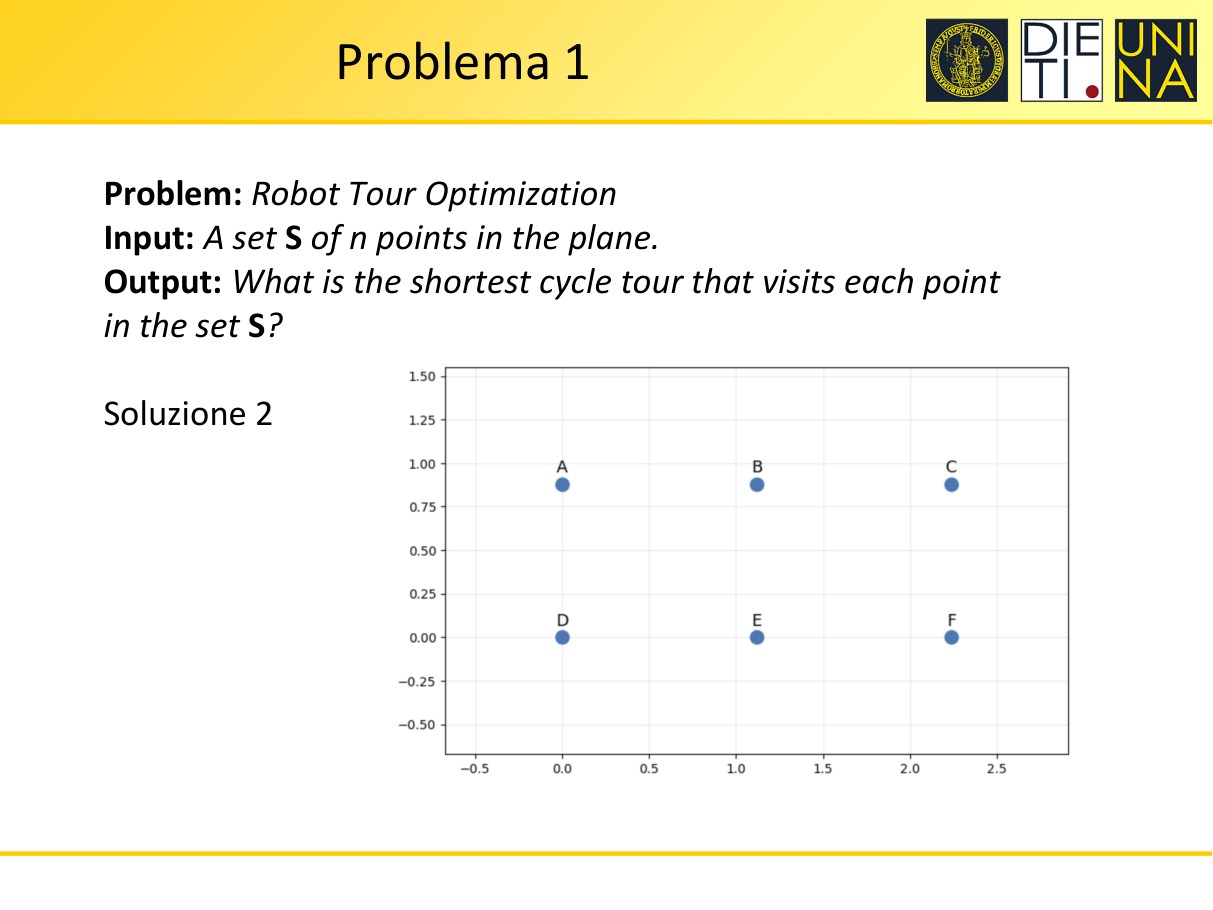 Problema 1
DIE
TI.
UNI
NA
Problem: Robot Tour Optimization
Input: A set S of n points in the plane.
Output: What is the shortest cycle tour that visits each point
in the set S?
Soluzione 2
1.50
1.25
1.00
0.75
0.50
0.25
0.00
−0.25
−0.50
A B C
D E F
−0.5 0.0 0.5 1.0 1.5 2.0 2.5